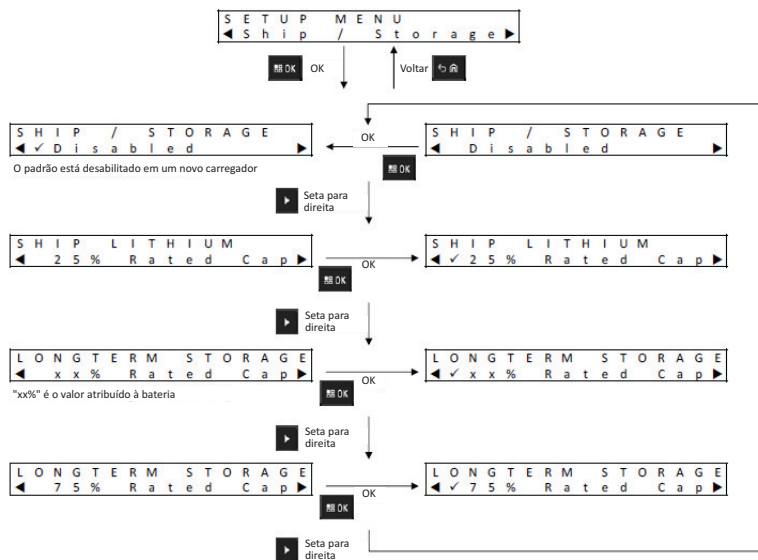 SETUP MENU
◀Ship / Storage▶
OK
OK
Voltar
SHIP / STORAGE
◀✓Disabled ▶
OK
OK
SHIP / STORAGE
◀ Disabled ▶
O padrão está desabilitado em um novo carregador
Seta para
direita
SHIP LITHIUM
◀ 25% Rated Cap▶
OK
OK
SHIP LITHIUM
◀✓25% Rated Cap▶
Seta para
direita
LONGTERM STORAGE
◀ xx% Rated Cap▶
OK
OK
LONGTERM STORAGE
◀✓xx% Rated Cap▶
"xx%" é o valor atribuído à bateria
Seta para
direita
LONGTERM STORAGE
◀ 75% Rated Cap▶
OK
OK
LONGTERM STORAGE
◀✓75% Rated Cap▶
Seta para
direita